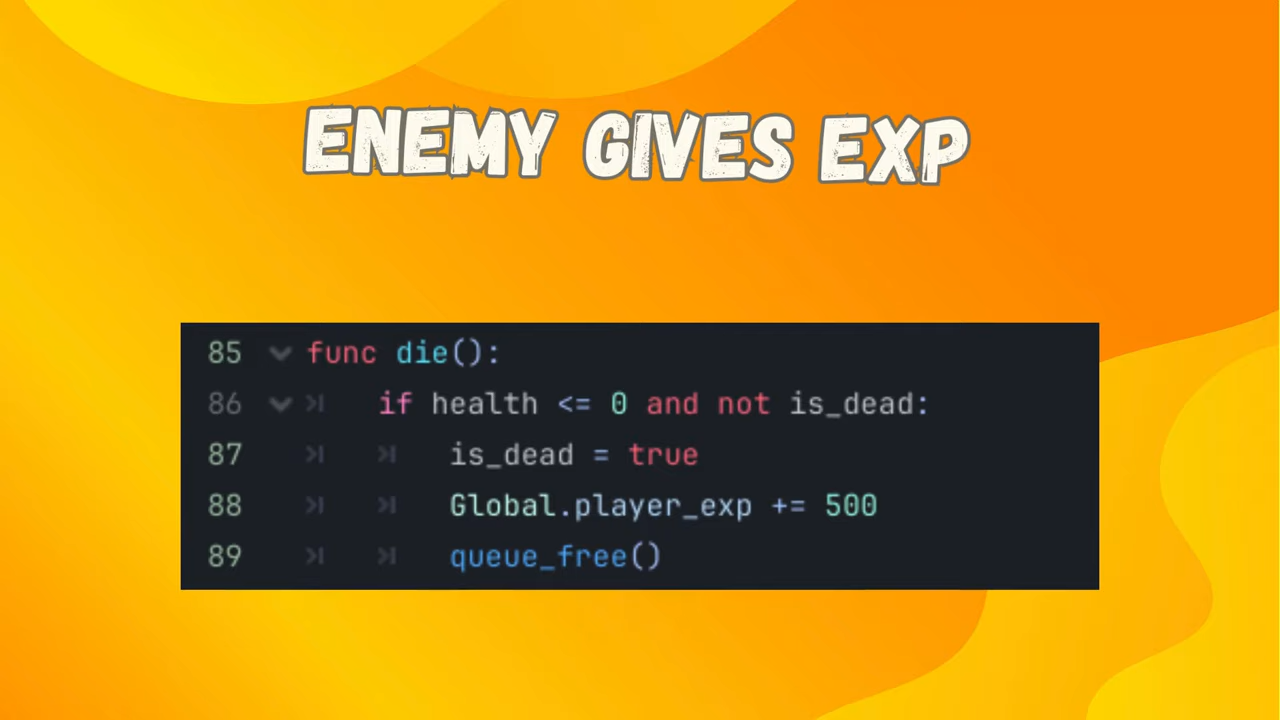 ENEMY GIVES EXP
85 func die():
86 if health <= 0 and not is_dead:
87 is_dead = true
88 Global.player_exp += 500
89 queue_free()